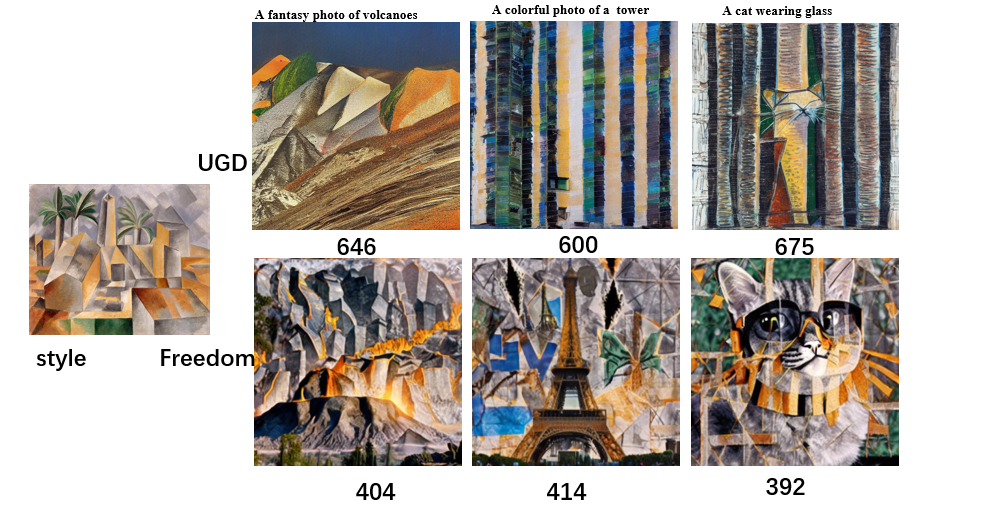 A fantasy photo of volcanoes
A colorful photo of a tower
A cat wearing glass
UGD
646
600
675
style
Freedom
404
414
392